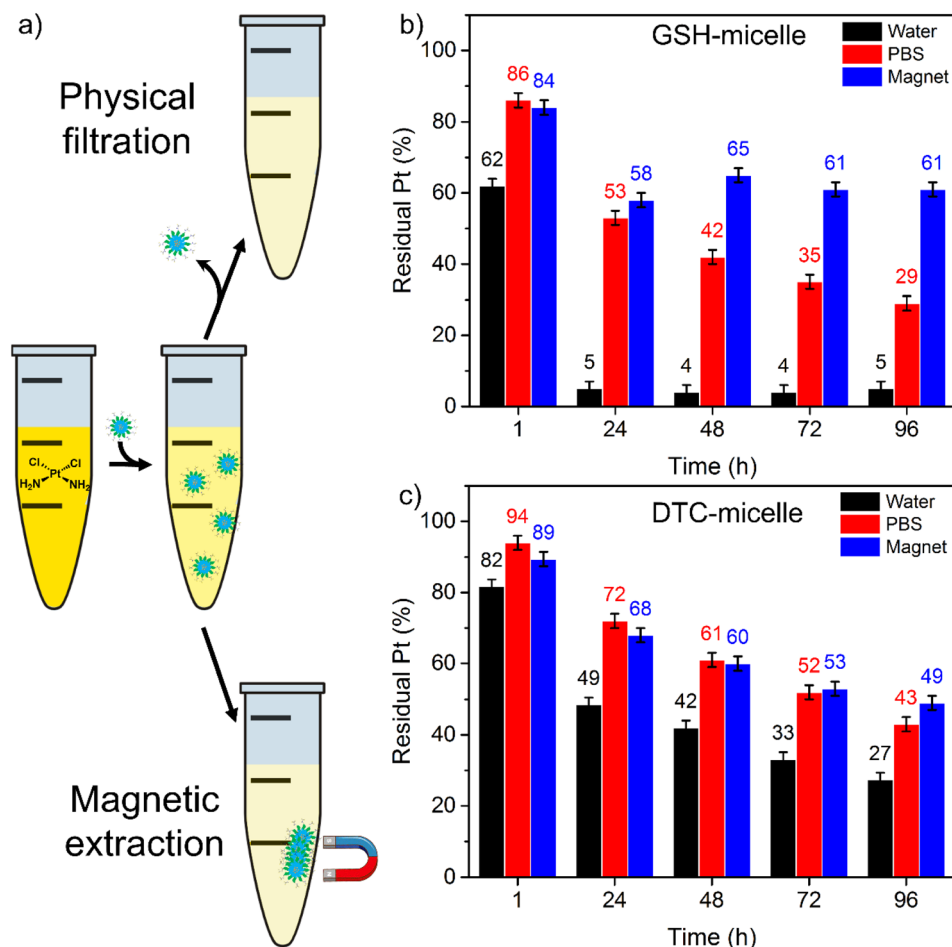 a)
Physical
filtration
Cl Cl
Pt
H₂N NH₂
Magnetic
extraction
b)
GSH-micelle
Water
PBS
Magnet
Residual Pt (%)
100
80
60
40
20
0
62 86 84
5 53 58
4 42 65
4 35 61
5 29 61
1 24 48 72 96
Time (h)
c)
DTC-micelle
Water
PBS
Magnet
Residual Pt (%)
100
80
60
40
20
0
82 94 89
49 72 68
42 61 60
33 52 53
27 43 49
1 24 48 72 96
Time (h)